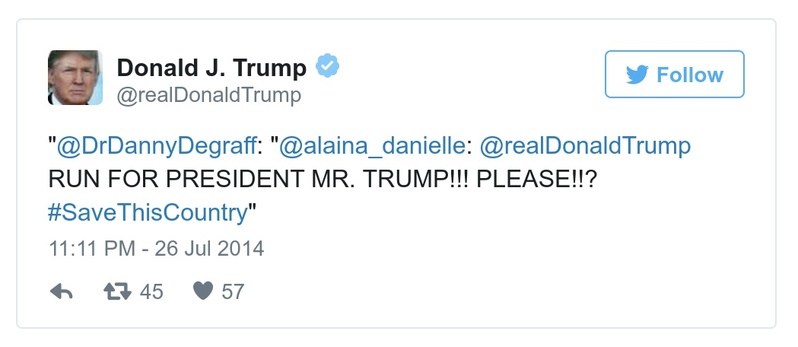 Donald J. Trump
Follow
@realDonaldTrump
"@DrDannyDegraff: "@alaina_danielle: @realDonaldTrump
RUN FOR PRESIDENT MR. TRUMP!!! PLEASE!!?
#SaveThisCountry"
11:11 PM - 26 Jul 2014
45 57